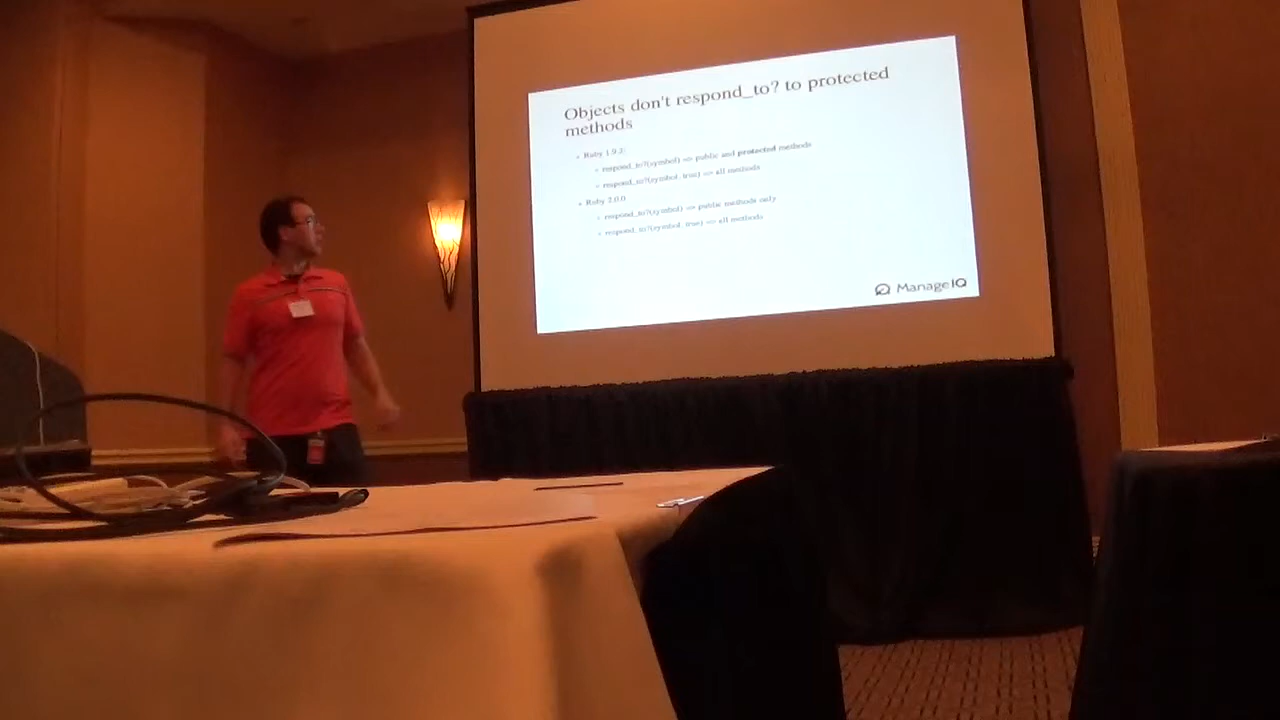 Objects don't respond_to? to protected
methods
Ruby 1.9.3:
respond_to?(symbol) => public and protected methods
respond_to?(symbol, true) => all methods
Ruby 2.0.0
respond_to?(symbol) => public methods only
respond_to?(symbol, true) => all methods
ManageIQ